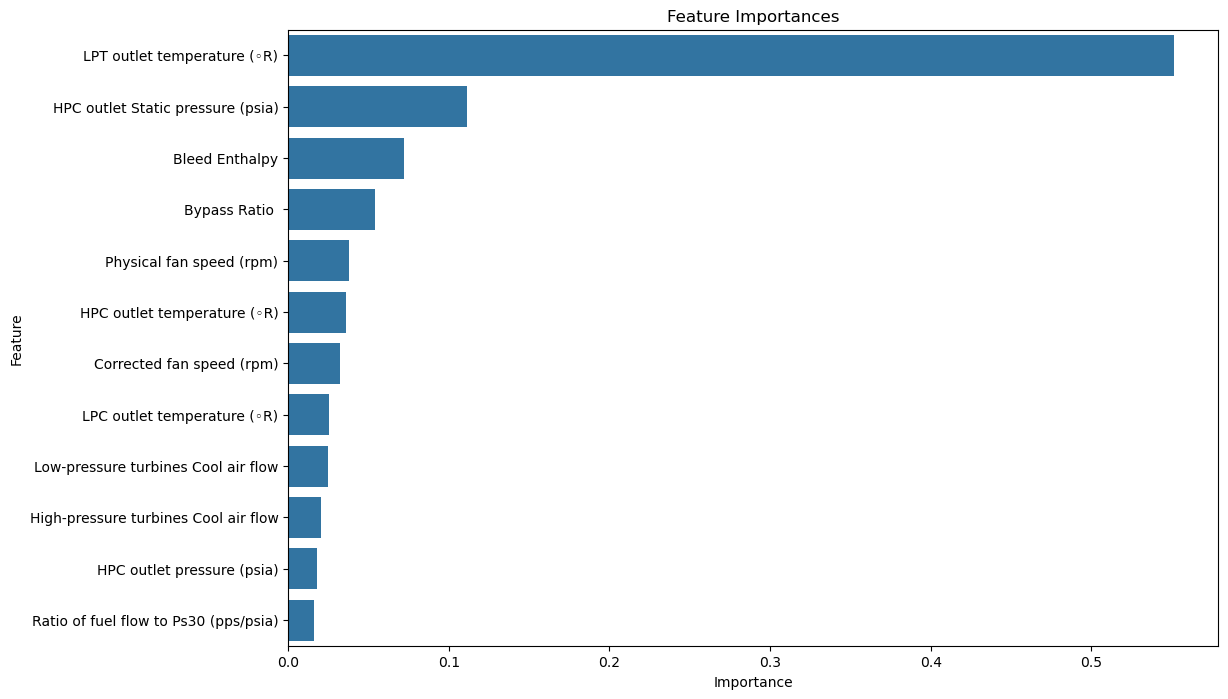 Feature Importances
LPT outlet temperature (◦R)
HPC outlet Static pressure (psia)
Bleed Enthalpy
Bypass Ratio
Physical fan speed (rpm)
HPC outlet temperature (◦R)
Corrected fan speed (rpm)
LPC outlet temperature (◦R)
Low-pressure turbines Cool air flow
High-pressure turbines Cool air flow
HPC outlet pressure (psia)
Ratio of fuel flow to Ps30 (pps/psia)
Feature
0.0 0.1 0.2 0.3 0.4 0.5
Importance